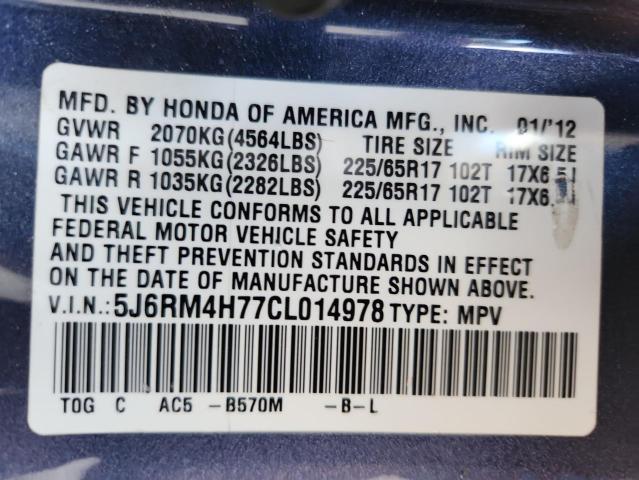 MFD. BY HONDA OF AMERICA MFG., INC. 01/'12
GVWR 2070KG(4564LBS) TIRE SIZE RIM SIZE
GAWR F 1055KG(2326LBS) 225/65R17 102T 17X6.5J
GAWR R 1035KG(2282LBS) 225/65R17 102T 17X6.5J
THIS VEHICLE CONFORMS TO ALL APPLICABLE
FEDERAL MOTOR VEHICLE SAFETY
AND THEFT PREVENTION STANDARDS IN EFFECT
ON THE DATE OF MANUFACTURE SHOWN ABOVE.
V.I.N.: 5J6RM4H77CL014978 TYPE: MPV
TOG C AC5 -B570M -B-L